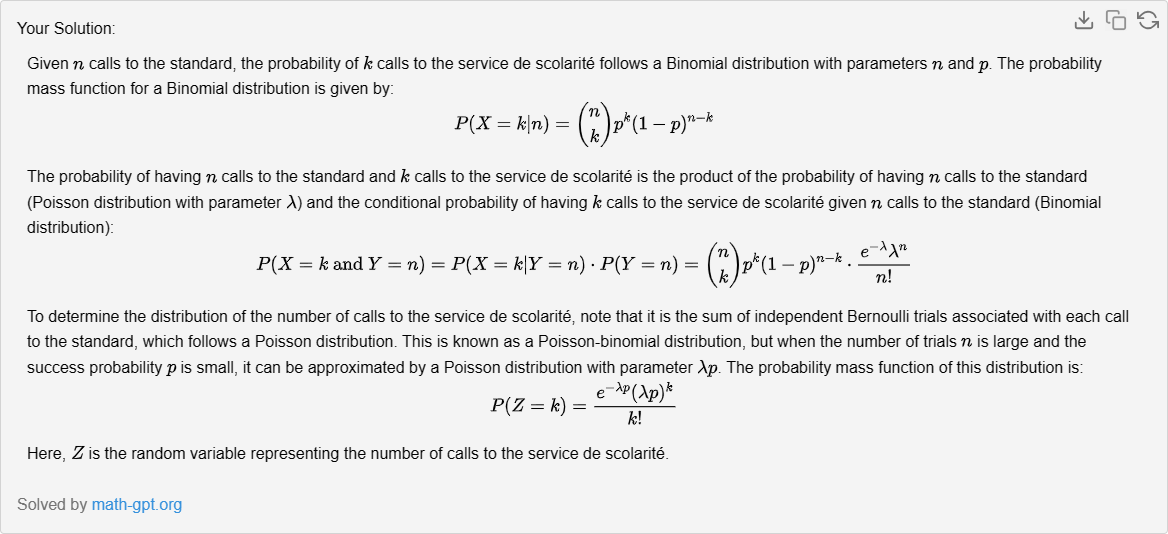 Your Solution:
Given n calls to the standard, the probability of k calls to the service de scolarité follows a Binomial distribution with parameters n and p. The probability
mass function for a Binomial distribution is given by:
P(X = k|n) = \binom{n}{k} p^k (1 − p)^{n−k}
The probability of having n calls to the standard and k calls to the service de scolarité is the product of the probability of having n calls to the standard
(Poisson distribution with parameter λ) and the conditional probability of having k calls to the service de scolarité given n calls to the standard (Binomial
distribution):
P(X = k and Y = n) = P(X = k|Y = n) · P(Y = n) = \binom{n}{k} p^k (1 − p)^{n−k} · \frac{e^{−λ} λ^n}{n!}
To determine the distribution of the number of calls to the service de scolarité, note that it is the sum of independent Bernoulli trials associated with each call
to the standard, which follows a Poisson distribution. This is known as a Poisson-binomial distribution, but when the number of trials n is large and the
success probability p is small, it can be approximated by a Poisson distribution with parameter λp. The probability mass function of this distribution is:
P(Z = k) = \frac{e^{−λp} (λp)^k}{k!}
Here, Z is the random variable representing the number of calls to the service de scolarité.
Solved by math-gpt.org